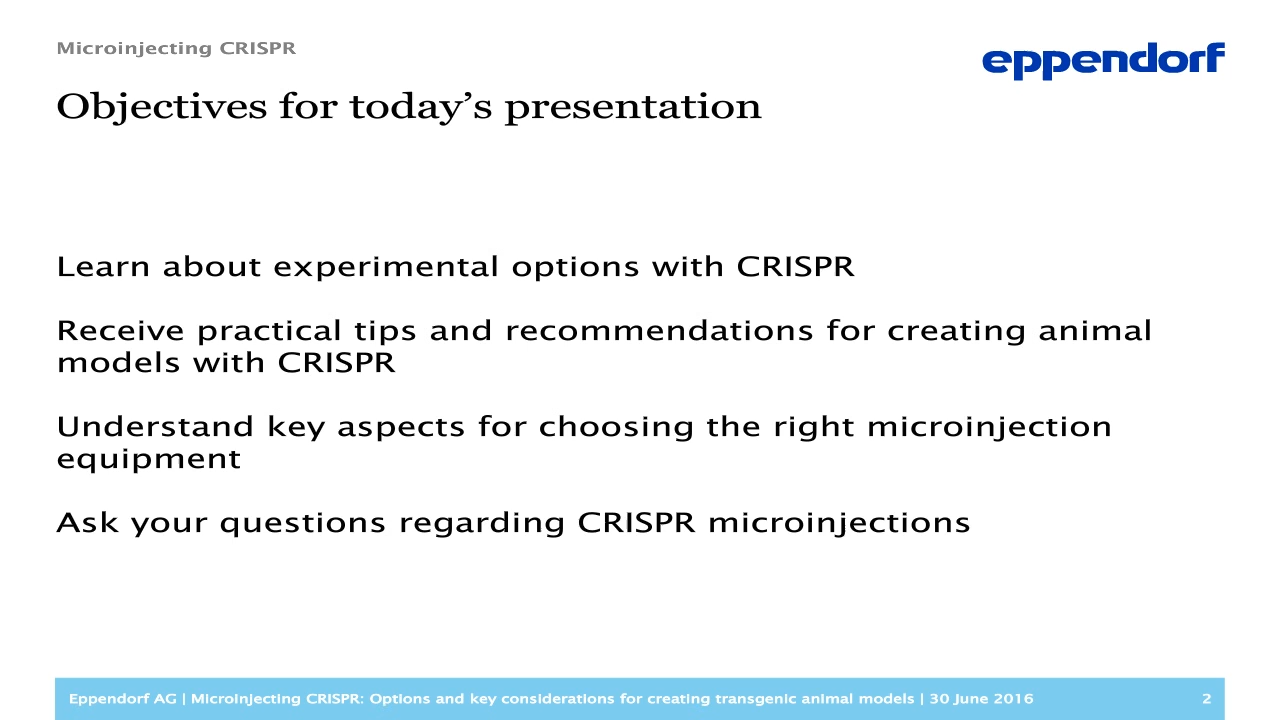 Microinjecting CRISPR
eppendorf
Objectives for today’s presentation
Learn about experimental options with CRISPR
Receive practical tips and recommendations for creating animal
models with CRISPR
Understand key aspects for choosing the right microinjection
equipment
Ask your questions regarding CRISPR microinjections
Eppendorf AG | Microinjecting CRISPR: Options and key considerations for creating transgenic animal models | 30 June 2016 2